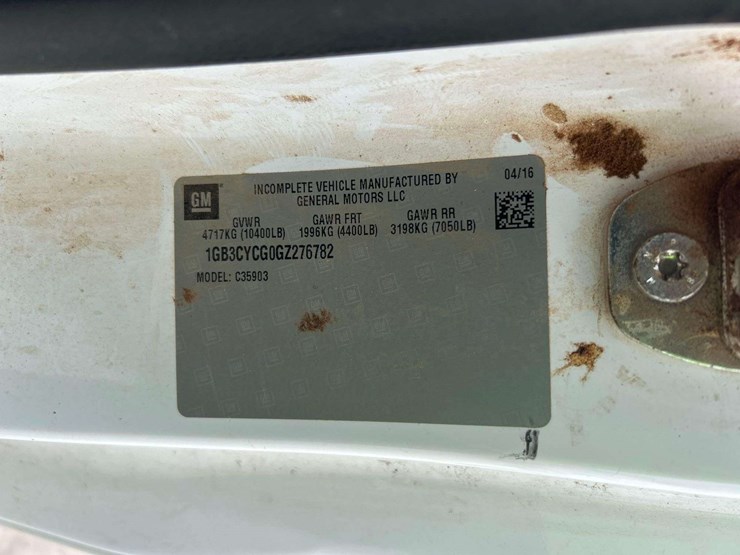 GM
INCOMPLETE VEHICLE MANUFACTURED BY
GENERAL MOTORS LLC
04/16
GVWR GAWR FRT GAWR RR
4717KG (10400LB) 1996KG (4400LB) 3198KG (7050LB)
1GB3CYCG0GZ276782
MODEL: C35903